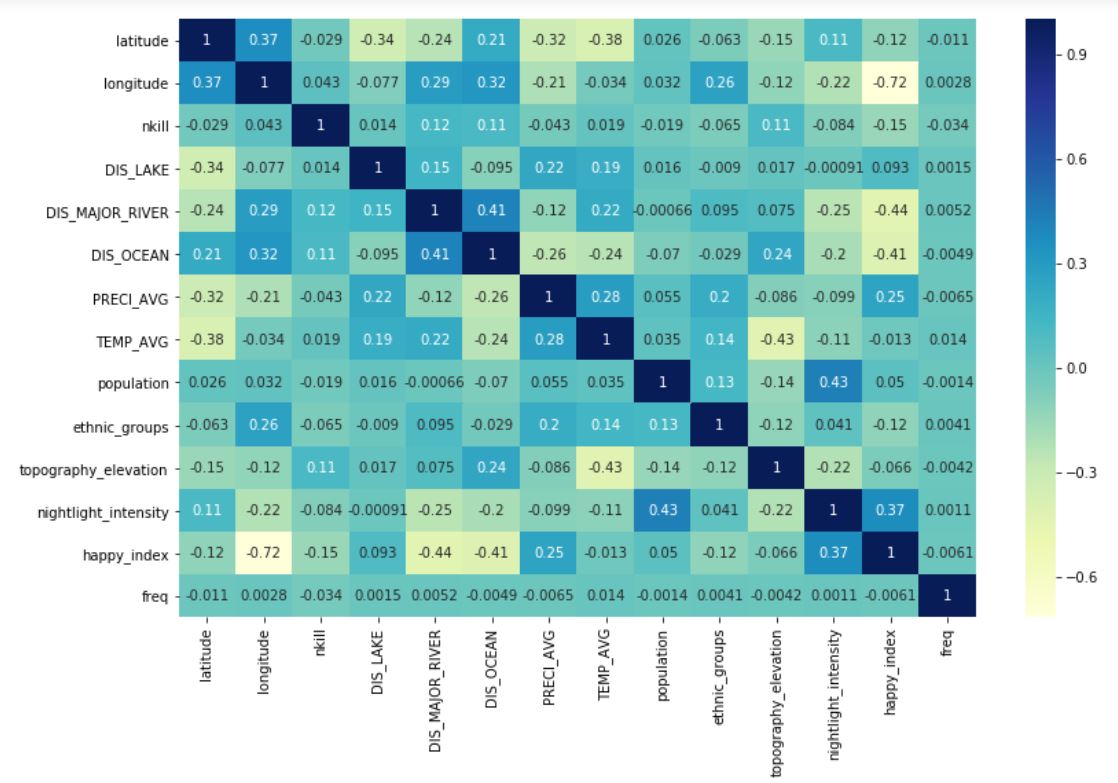 latitude 1 0.37 -0.029 -0.34 -0.24 0.21 -0.32 -0.38 0.026 -0.063 -0.15 0.11 -0.12 -0.011
longitude 0.37 1 0.043 -0.077 0.29 0.32 -0.21 -0.034 0.032 0.26 -0.12 -0.22 -0.72 0.0028
nkill -0.029 0.043 1 0.014 0.12 0.11 -0.043 0.019 -0.019 -0.065 0.11 -0.084 -0.15 -0.034
DIS_LAKE -0.34 -0.077 0.014 1 0.15 -0.095 0.22 0.19 0.016 -0.009 0.017 -0.00091 0.093 0.0015
DIS_MAJOR_RIVER -0.24 0.29 0.12 0.15 1 0.41 -0.12 0.22 -0.00066 0.095 0.075 -0.25 -0.44 0.0052
DIS_OCEAN 0.21 0.32 0.11 -0.095 0.41 1 -0.26 -0.24 -0.07 -0.029 0.24 -0.2 -0.41 -0.0049
PRECI_AVG -0.32 -0.21 -0.043 0.22 -0.12 -0.26 1 0.28 0.055 0.2 -0.086 -0.099 0.25 -0.0065
TEMP_AVG -0.38 -0.034 0.019 0.19 0.22 -0.24 0.28 1 0.035 0.14 -0.43 -0.11 -0.013 0.014
population 0.026 0.032 -0.019 0.016 -0.00066 -0.07 0.055 0.035 1 0.13 -0.14 0.43 0.05 -0.0014
ethnic_groups -0.063 0.26 -0.065 -0.009 0.095 -0.029 0.2 0.14 0.13 1 -0.12 0.041 -0.12 0.0041
topography_elevation -0.15 -0.12 0.11 0.017 0.075 0.24 -0.086 -0.43 -0.14 -0.12 1 -0.22 -0.066 -0.0042
nightlight_intensity 0.11 -0.22 -0.084 -0.00091 -0.25 -0.2 -0.099 -0.11 0.43 0.041 -0.22 1 0.37 0.0011
happy_index -0.12 -0.72 -0.15 0.093 -0.44 -0.41 0.25 -0.013 0.05 -0.12 -0.066 0.37 1 -0.0061
freq -0.011 0.0028 -0.034 0.0015 0.0052 -0.0049 -0.0065 0.014 -0.0014 0.0041 -0.0042 0.0011 -0.0061 1
latitude
longitude
nkill
DIS_LAKE
DIS_MAJOR_RIVER
DIS_OCEAN
PRECI_AVG
TEMP_AVG
population
ethnic_groups
topography_elevation
nightlight_intensity
happy_index
freq
0.9
0.6
0.3
0.0
-0.3
-0.6